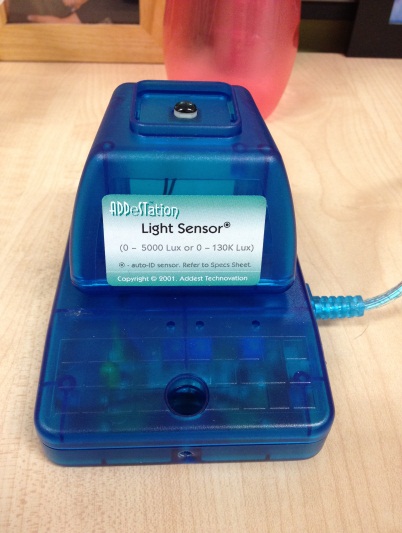 ADDeSTation
Light Sensor®
(0 – 5000 Lux or 0 – 130K Lux)
® - auto-ID sensor. Refer to Specs Sheet.
Copyright © 2001. Addest Technovation